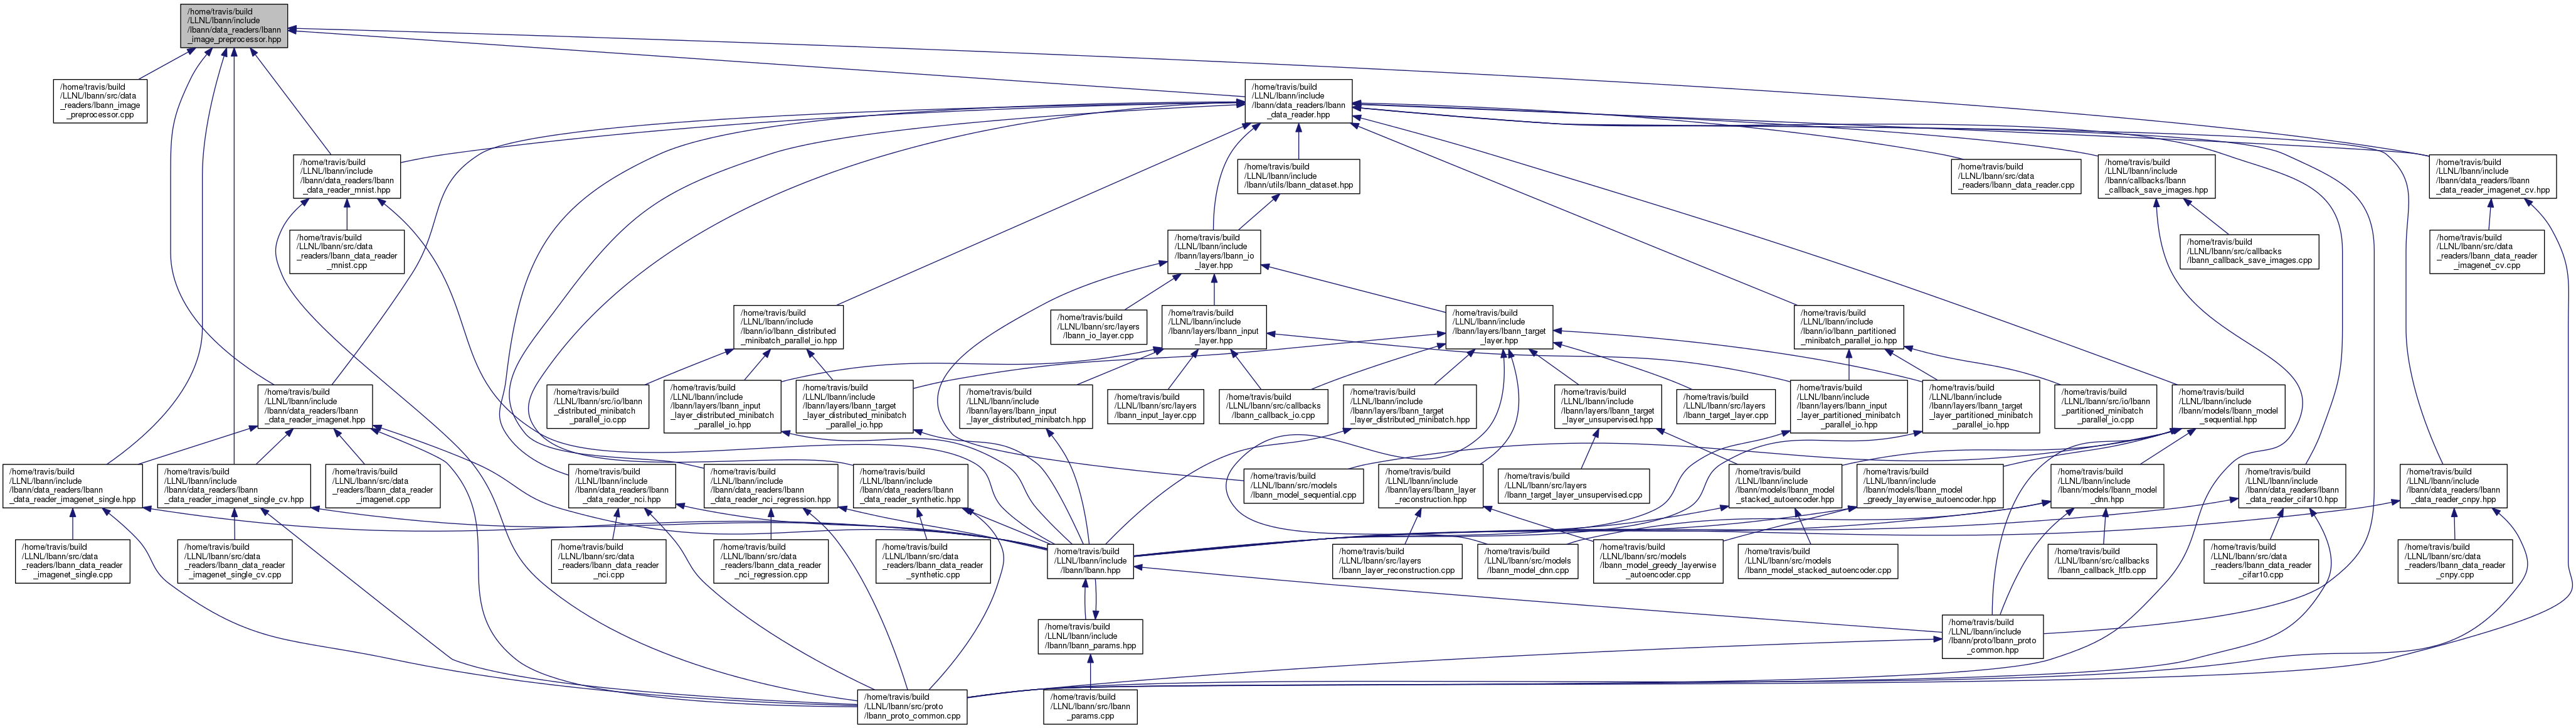 /home/travis/build
/LLNL/lbann/include
/lbann/data_readers/lbann
_image_preprocessor.hpp
/home/travis/build
/LLNL/lbann/src/data
_readers/lbann_image
_preprocessor.cpp
/home/travis/build
/LLNL/lbann/include
/lbann/data_readers/lbann
_data_reader.hpp
/home/travis/build
/LLNL/lbann/include
/lbann/data_readers/lbann
_data_reader_mnist.hpp
/home/travis/build
/LLNL/lbann/include
/lbann/utils/lbann_dataset.hpp
/home/travis/build
/LLNL/lbann/src/data
_readers/lbann_data_reader.cpp
/home/travis/build
/LLNL/lbann/include
/lbann/callbacks/lbann
_callback_save_images.hpp
/home/travis/build
/LLNL/lbann/include
/lbann/data_readers/lbann
_data_reader_imagenet_cv.hpp
/home/travis/build
/LLNL/lbann/src/data
_readers/lbann_data_reader
_mnist.cpp
/home/travis/build
/LLNL/lbann/include
/lbann/layers/lbann_io
_layer.hpp
/home/travis/build
/LLNL/lbann/src/callbacks
/lbann_callback_save_images.cpp
/home/travis/build
/LLNL/lbann/src/data
_readers/lbann_data_reader
_imagenet_cv.cpp
/home/travis/build
/LLNL/lbann/include
/lbann/io/lbann_distributed
_minibatch_parallel_io.hpp
/home/travis/build
/LLNL/lbann/src/layers
/lbann_io_layer.cpp
/home/travis/build
/LLNL/lbann/include
/lbann/layers/lbann_input
_layer.hpp
/home/travis/build
/LLNL/lbann/include
/lbann/layers/lbann_target
_layer.hpp
/home/travis/build
/LLNL/lbann/include
/lbann/io/lbann_partitioned
_minibatch_parallel_io.hpp
/home/travis/build
/LLNL/lbann/include
/lbann/data_readers/lbann
_data_reader_imagenet.hpp
/home/travis/build
/LLNL/lbann/src/io/lbann
_distributed_minibatch
_parallel_io.cpp
/home/travis/build
/LLNL/lbann/include
/lbann/layers/lbann_input
_layer_distributed_minibatch
_parallel_io.hpp
/home/travis/build
/LLNL/lbann/include
/lbann/layers/lbann_target
_layer_distributed_minibatch
_parallel_io.hpp
/home/travis/build
/LLNL/lbann/include
/lbann/layers/lbann_input
_layer_distributed_minibatch.hpp
/home/travis/build
/LLNL/lbann/src/layers
/lbann_input_layer.cpp
/home/travis/build
/LLNL/lbann/src/callbacks
/lbann_callback_io.cpp
/home/travis/build
/LLNL/lbann/include
/lbann/layers/lbann_target
_layer_distributed_minibatch.hpp
/home/travis/build
/LLNL/lbann/include
/lbann/layers/lbann_target
_layer_unsupervised.hpp
/home/travis/build
/LLNL/lbann/src/layers
/lbann_target_layer.cpp
/home/travis/build
/LLNL/lbann/include
/lbann/layers/lbann_input
_layer_partitioned_minibatch
_parallel_io.hpp
/home/travis/build
/LLNL/lbann/include
/lbann/layers/lbann_target
_layer_partitioned_minibatch
_parallel_io.hpp
/home/travis/build
/LLNL/lbann/src/io/lbann
_partitioned_minibatch
_parallel_io.cpp
/home/travis/build
/LLNL/lbann/include
/lbann/models/lbann_model
_sequential.hpp
/home/travis/build
/LLNL/lbann/include
/lbann/data_readers/lbann
_data_reader_imagenet_single.hpp
/home/travis/build
/LLNL/lbann/include
/lbann/data_readers/lbann
_data_reader_imagenet_single_cv.hpp
/home/travis/build
/LLNL/lbann/src/data
_readers/lbann_data_reader
_imagenet.cpp
/home/travis/build
/LLNL/lbann/include
/lbann/data_readers/lbann
_data_reader_nci.hpp
/home/travis/build
/LLNL/lbann/include
/lbann/data_readers/lbann
_data_reader_nci_regression.hpp
/home/travis/build
/LLNL/lbann/include
/lbann/data_readers/lbann
_data_reader_synthetic.hpp
/home/travis/build
/LLNL/lbann/src/models
/lbann_model_sequential.cpp
/home/travis/build
/LLNL/lbann/include
/lbann/layers/lbann_layer
_reconstruction.hpp
/home/travis/build
/LLNL/lbann/src/layers
/lbann_target_layer_unsupervised.cpp
/home/travis/build
/LLNL/lbann/include
/lbann/models/lbann_model
_stacked_autoencoder.hpp
/home/travis/build
/LLNL/lbann/include
/lbann/models/lbann_model
_greedy_layerwise_autoencoder.hpp
/home/travis/build
/LLNL/lbann/include
/lbann/models/lbann_model
_dnn.hpp
/home/travis/build
/LLNL/lbann/include
/lbann/data_readers/lbann
_data_reader_cifar10.hpp
/home/travis/build
/LLNL/lbann/include
/lbann/data_readers/lbann
_data_reader_cnpy.hpp
/home/travis/build
/LLNL/lbann/src/data
_readers/lbann_data_reader
_imagenet_single.cpp
/home/travis/build
/LLNL/lbann/src/data
_readers/lbann_data_reader
_imagenet_single_cv.cpp
/home/travis/build
/LLNL/lbann/src/data
_readers/lbann_data_reader
_nci.cpp
/home/travis/build
/LLNL/lbann/src/data
_readers/lbann_data_reader
_nci_regression.cpp
/home/travis/build
/LLNL/lbann/src/data
_readers/lbann_data_reader
_synthetic.cpp
/home/travis/build
/LLNL/lbann/include
/lbann/lbann.hpp
/home/travis/build
/LLNL/lbann/src/layers
/lbann_layer_reconstruction.cpp
/home/travis/build
/LLNL/lbann/src/models
/lbann_model_dnn.cpp
/home/travis/build
/LLNL/lbann/src/models
/lbann_model_greedy_layerwise
_autoencoder.cpp
/home/travis/build
/LLNL/lbann/src/models
/lbann_model_stacked_autoencoder.cpp
/home/travis/build
/LLNL/lbann/src/callbacks
/lbann_callback_ltfb.cpp
/home/travis/build
/LLNL/lbann/src/data
_readers/lbann_data_reader
_cifar10.cpp
/home/travis/build
/LLNL/lbann/src/data
_readers/lbann_data_reader
_cnpy.cpp
/home/travis/build
/LLNL/lbann/include
/lbann/lbann_params.hpp
/home/travis/build
/LLNL/lbann/include
/lbann/proto/lbann_proto
_common.hpp
/home/travis/build
/LLNL/lbann/src/proto
/lbann_proto_common.cpp
/home/travis/build
/LLNL/lbann/src/lbann
_params.cpp